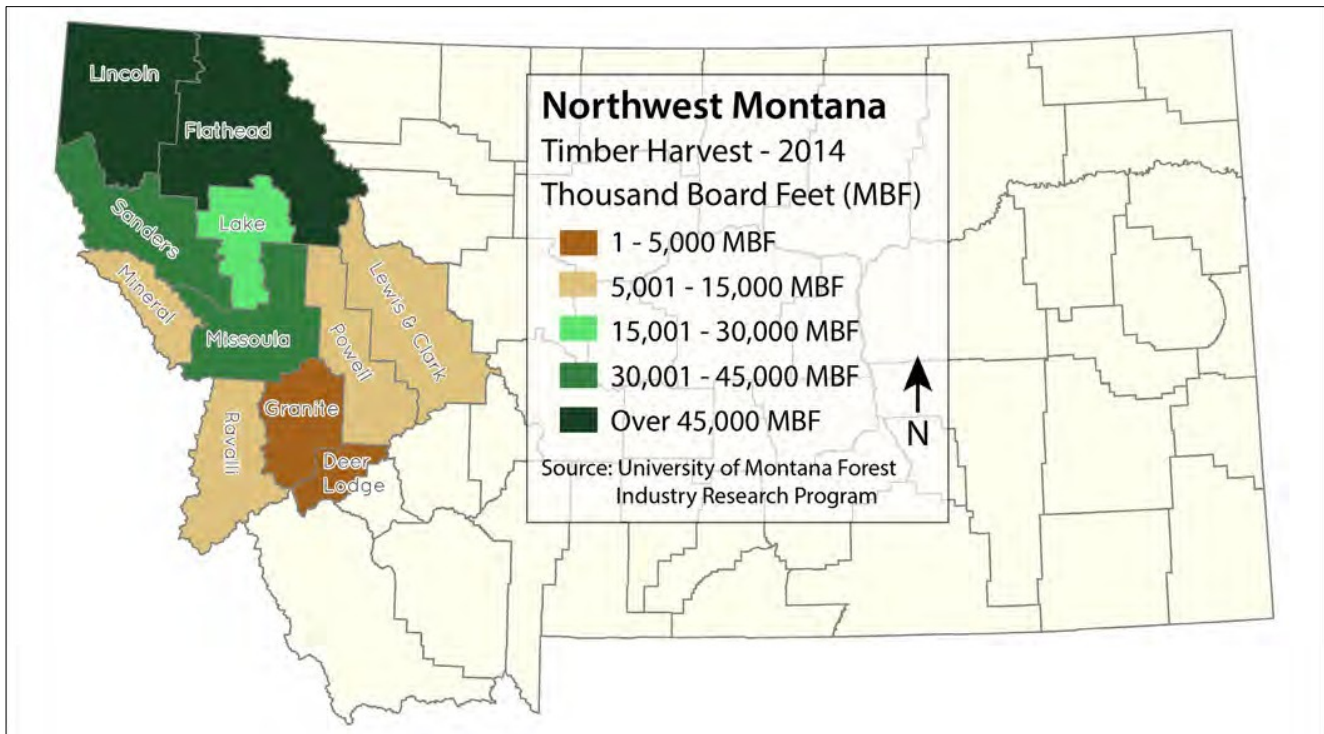 Lincoln
Flathead
Sanders
Lake
Mineral
Missoula
Powell
Lewis & Clark
Ravalli
Granite
Deer
Lodge
Northwest Montana
Timber Harvest - 2014
Thousand Board Feet (MBF)
1 - 5,000 MBF
5,001 - 15,000 MBF
15,001 - 30,000 MBF
30,001 - 45,000 MBF
Over 45,000 MBF
N
Source: University of Montana Forest
Industry Research Program